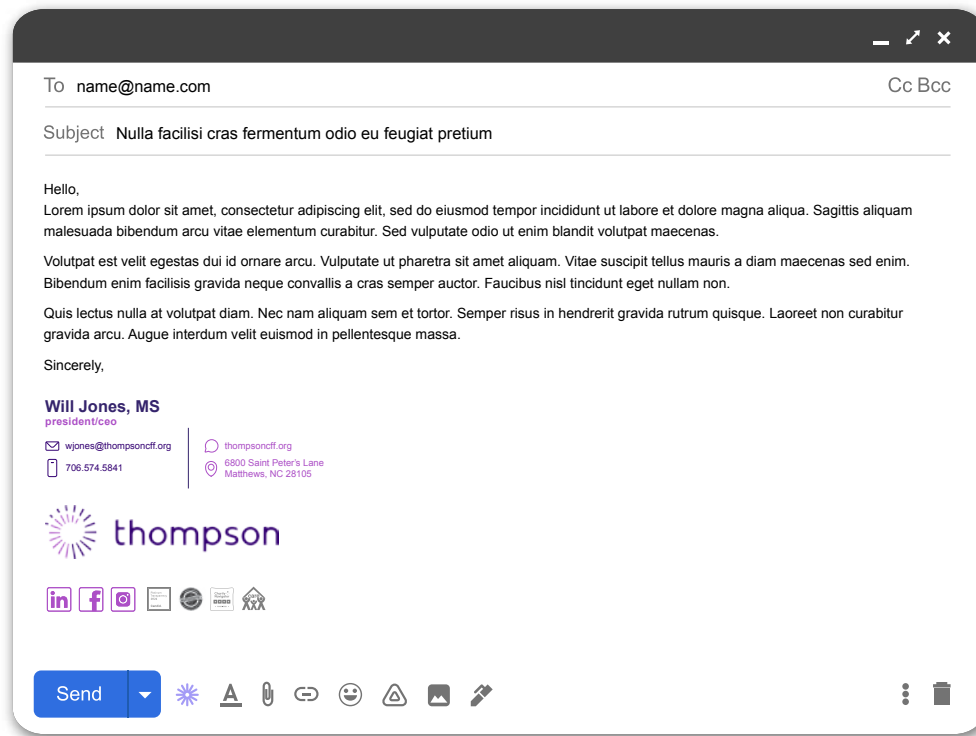 To name@name.com Cc Bcc
Subject Nulla facilisi cras fermentum odio eu feugiat pretium
Hello,
Lorem ipsum dolor sit amet, consectetur adipiscing elit, sed do eiusmod tempor incididunt ut labore et dolore magna aliqua. Sagittis aliquam
malesuada bibendum arcu vitae elementum curabitur. Sed vulputate odio ut enim blandit volutpat maecenas.
Volutpat est velit egestas dui id ornare arcu. Vulputate ut pharetra sit amet aliquam. Vitae suscipit tellus mauris a diam maecenas sed enim.
Bibendum enim facilisis gravida neque convallis a cras semper auctor. Faucibus nisl tincidunt eget nullam non.
Quis lectus nulla at volutpat diam. Nec nam aliquam sem et tortor. Semper risus in hendrerit gravida rutrum quisque. Laoreet non curabitur
gravida arcu. Augue interdum velit euismod in pellentesque massa.
Sincerely,
Will Jones, MS
president/ceo
wjones@thompsoncff.org
706.574.5841
thompsoncff.org
6800 Saint Peter's Lane
Matthews, NC 28105
thompson
in f
Send A